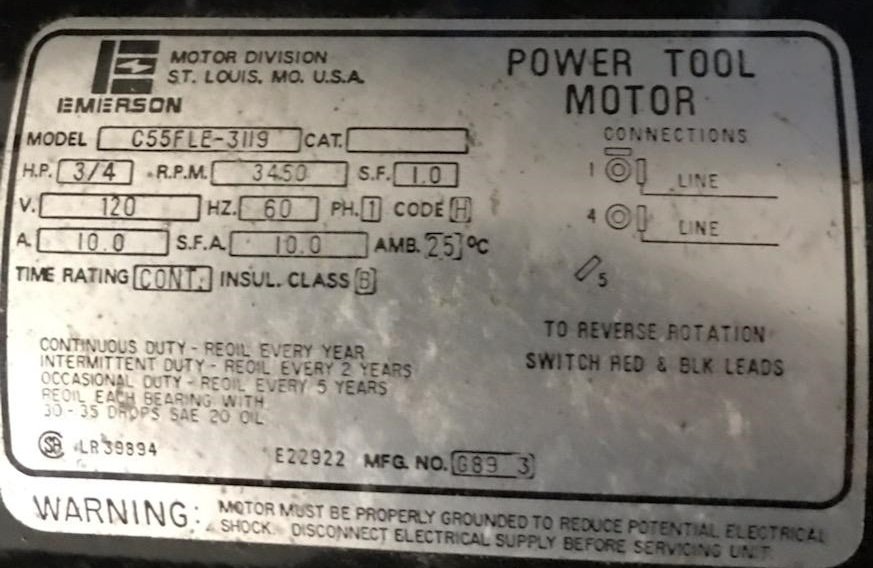 MOTOR DIVISION
ST. LOUIS. MO. U.S.A.
EMERSON
POWER TOOL
MOTOR
MODEL C55FLE-3119 CAT.
H.P. 3/4 R.P.M. 3450 S.F. 1.0
V. 120 HZ. 60 PH. 1 CODE H
A. 10.0 S.F.A. 10.0 AMB. 25 °C
TIME RATING CONT. INSUL. CLASS B
CONNECTIONS
1 LINE
4 LINE
5
TO REVERSE ROTATION
SWITCH RED & BLK LEADS
CONTINUOUS DUTY - REOIL EVERY YEAR
INTERMITTENT DUTY - REOIL EVERY 2 YEARS
OCCASIONAL DUTY - REOIL EVERY 5 YEARS
REOIL EACH BEARING WITH
30 - 35 DROPS SAE 20 OIL
SA LR39894
E22922 MFG. NO. G89 3
WARNING: MOTOR MUST BE PROPERLY GROUNDED TO REDUCE POTENTIAL ELECTRICAL
SHOCK. DISCONNECT ELECTRICAL SUPPLY BEFORE SERVICING UNIT.